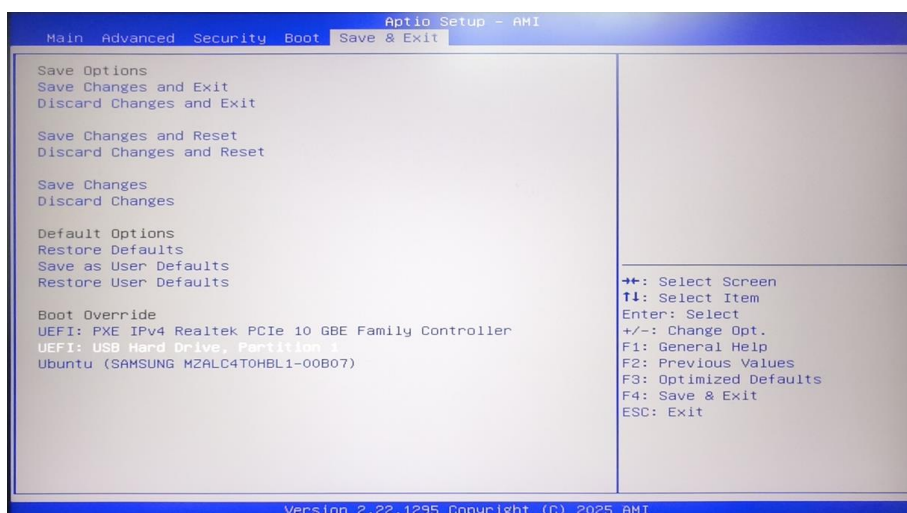 Aptio Setup - AMI
Main Advanced Security Boot Save & Exit
Save Options
Save Changes and Exit
Discard Changes and Exit
Save Changes and Reset
Discard Changes and Reset
Save Changes
Discard Changes
Default Options
Restore Defaults
Save as User Defaults
Restore User Defaults
Boot Override
UEFI: PXE IPv4 Realtek PCIe 10 GBE Family Controller
UEFI: USB Hard Drive, Partition 1
Ubuntu (SAMSUNG MZALC4T0HBL1-00B07)
→←: Select Screen
↑↓: Select Item
Enter: Select
+/-: Change Opt.
F1: General Help
F2: Previous Values
F3: Optimized Defaults
F4: Save & Exit
ESC: Exit
Version 2.22.1295 Copyright (C) 2025 AMI